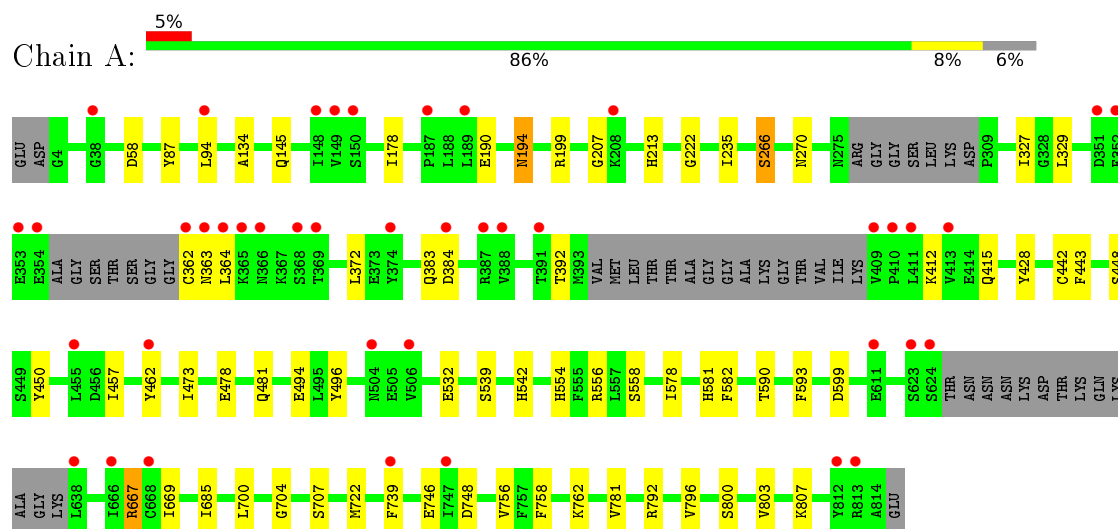 5%
Chain A:
86% 8% 6%
GLU ASP G4 G38 D58 Y87 L94 A134 Q145 I148 V149 S150 I178 P187 L188 L189 E190 N194 R199 G207 K208 H213 G222 I235 S266 N270 N275 ARG GLY GLY SER LEU LYS ASP P309 I327 G328 L329 D351 E352
E353 E354 ALA GLY SER THR SER GLY GLY C362 N363 L364 K365 N366 K367 S368 T369 L372 E373 Y374 Q383 D384 R387 V388 T391 T392 M393 VAL MET LEU THR THR ALA GLY GLY ALA LYS GLY THR VAL ILE LYS V409 P410 L411 K412 V413 E414 Q415 Y428 C442 F443 S448
S449 Y450 L455 D456 I457 Y462 I473 E478 Q481 E494 L495 Y496 N504 E505 V506 E532 S539 H542 H554 F555 R556 L557 S558 I578 H581 F582 T590 F593 D599 E611 S623 S624 THR ASN ASN ASN LYS ASP THR LYS GLN LYS
ALA GLY LYS L638 I666 R667 C668 I669 I685 L700 G704 S707 M722 F739 E746 I747 D748 V756 F757 F758 K762 V781 R792 V796 S800 V803 K807 Y812 R813 A814 GLU